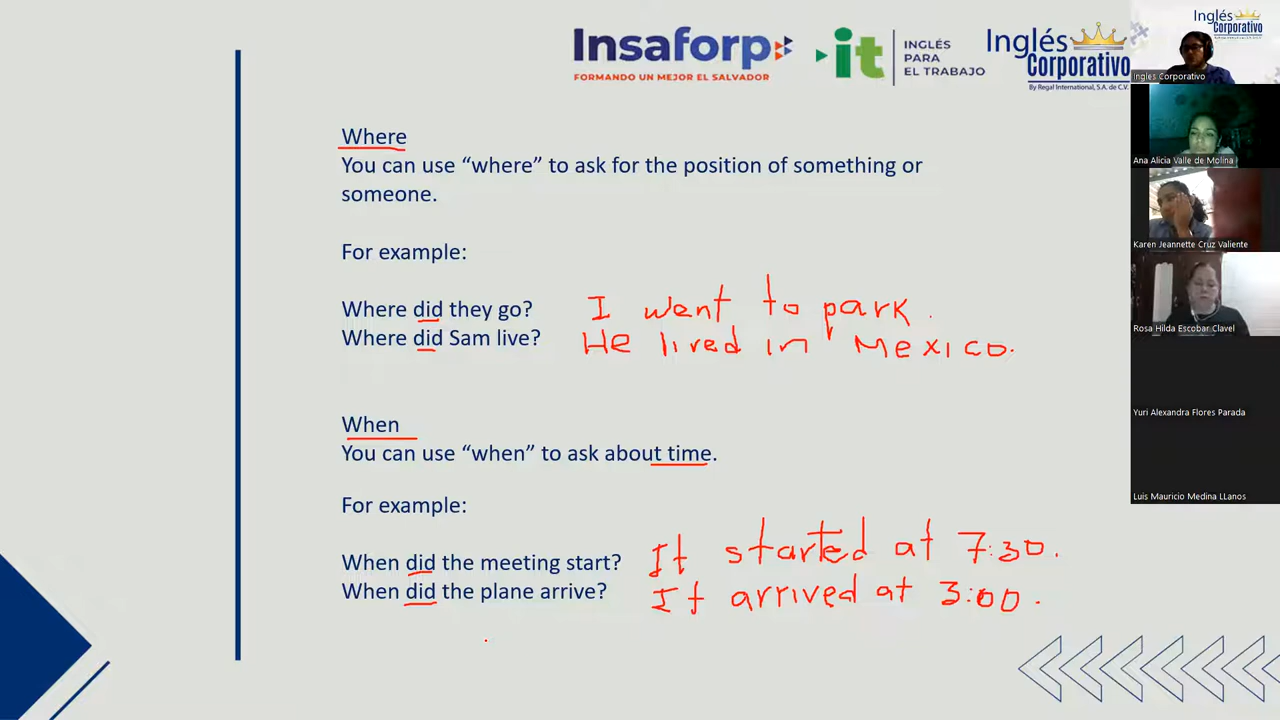 Insaforp
FORMANDO UN MEJOR EL SALVADOR
it
INGLÉS
PARA
EL TRABAJO
Inglés
Corporativo
By Regal International, S.A. de C.V.
Inglés
Corporativo
Ingles Corporativo
Ana Alicia Valle de Molina
Karen Jeannette Cruz Valiente
Rosa Hilda Escobar Clavel
Yuri Alexandra Flores Parada
Luis Mauricio Medina LLanos
Where
You can use “where” to ask for the position of something or
someone.
For example:
Where did they go? I went to park.
Where did Sam live? He lived in Mexico.
When
You can use “when” to ask about time.
For example:
When did the meeting start? It started at 7:30.
When did the plane arrive? It arrived at 3:00.